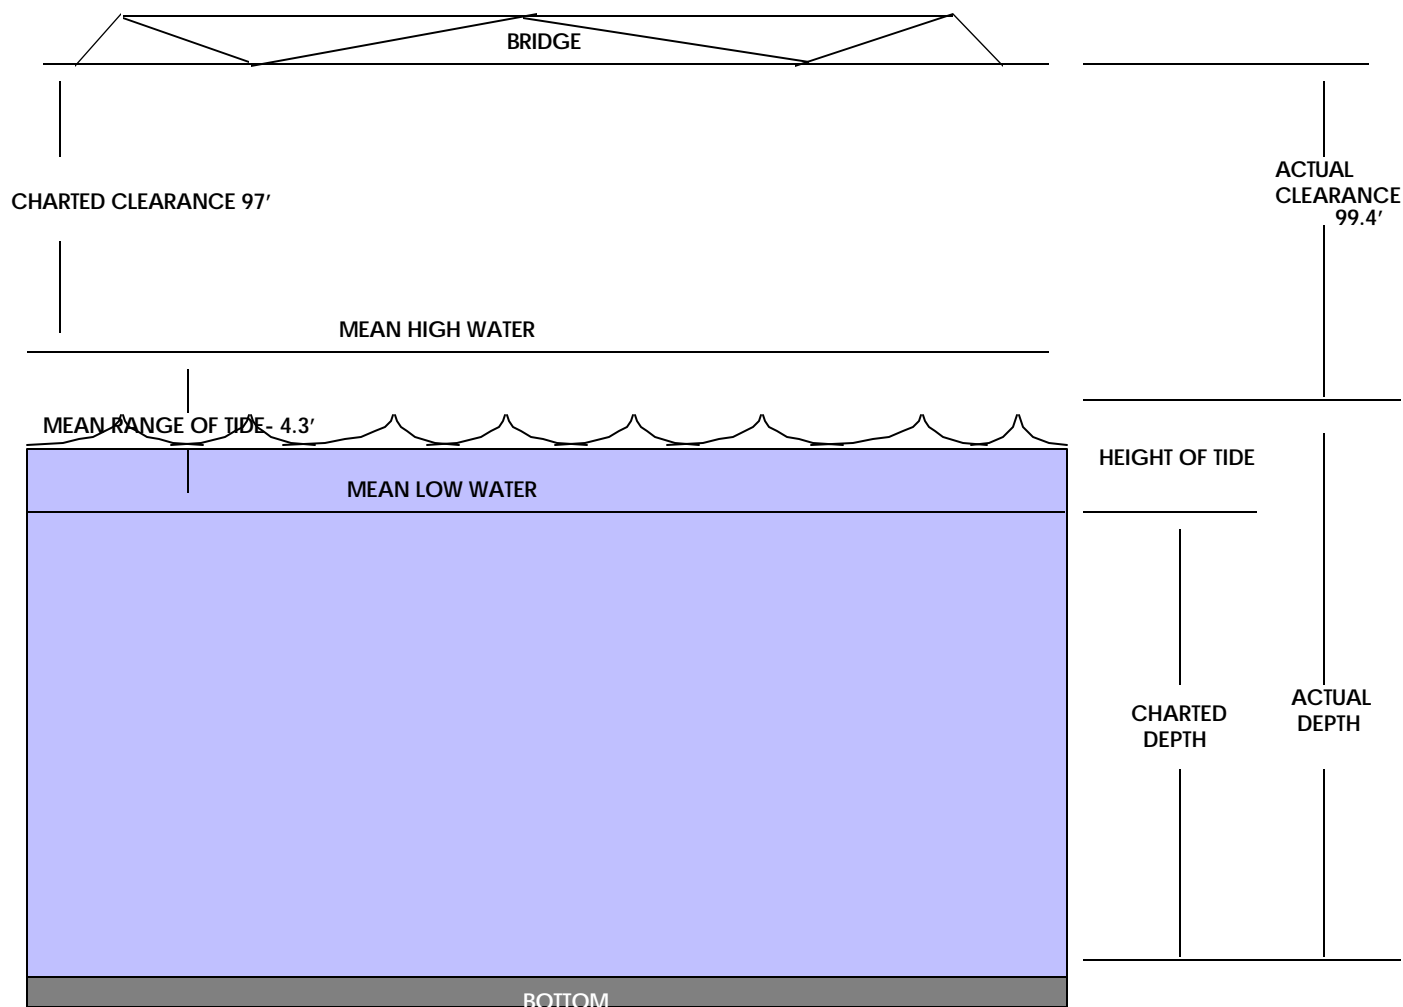 BRIDGE
ACTUAL
CLEARANCE
99.4’
CHARTED CLEARANCE 97’
MEAN HIGH WATER
MEAN RANGE OF TIDE- 4.3’
HEIGHT OF TIDE
MEAN LOW WATER
CHARTED
DEPTH
ACTUAL
DEPTH
BOTTOM